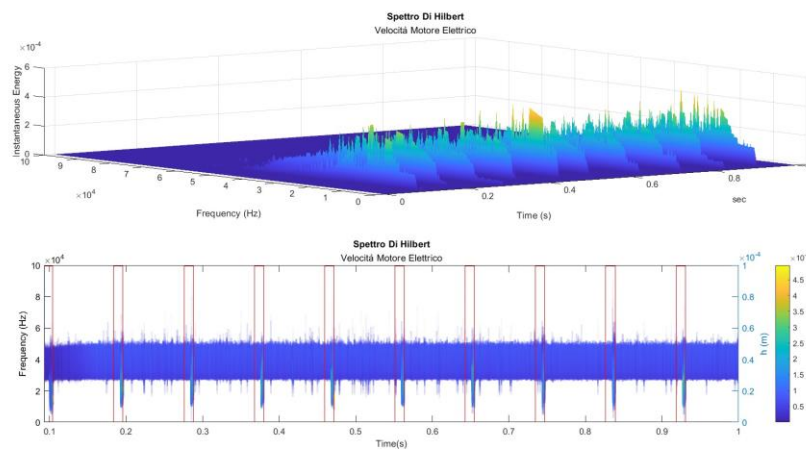 Spettro Di Hilbert
Velocitá Motore Elettrico
×10⁻⁴
6
4
2
0
Instantaneous Energy
10 9 8 7 6 5 4 3 2 1 0
×10⁴
Frequency (Hz)
0 0.2 0.4 0.6 0.8
sec
Time (s)
Spettro Di Hilbert
Velocitá Motore Elettrico
×10⁴
10
8
6
4
2
0
Frequency (Hz)
0.1 0.2 0.3 0.4 0.5 0.6 0.7 0.8 0.9 1
Time(s)
×10⁻⁴
1
0.8
0.6
0.4
0.2
0
h (m)
4.5
4
3.5
3
2.5
2
1.5
1
0.5